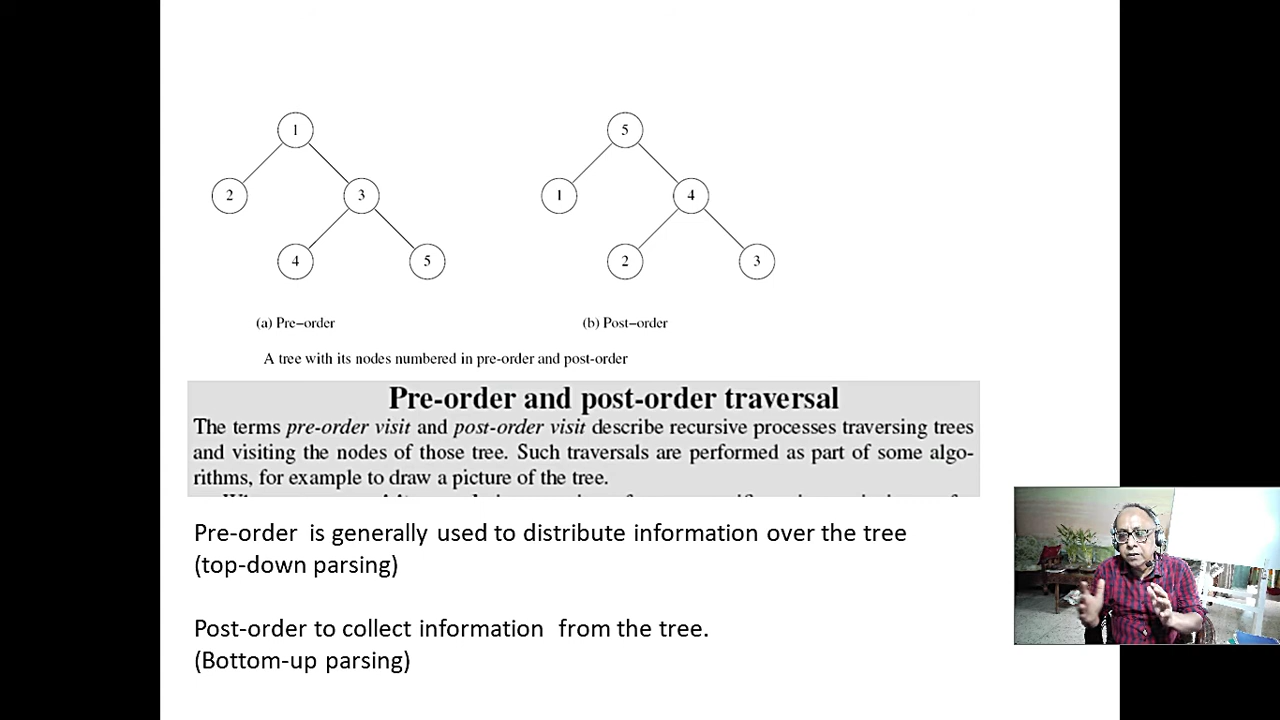 1
2
3
4
5
(a) Pre–order
5
1
4
2
3
(b) Post–order
A tree with its nodes numbered in pre-order and post-order
Pre-order and post-order traversal
The terms pre-order visit and post-order visit describe recursive processes traversing trees
and visiting the nodes of those tree. Such traversals are performed as part of some algo-
rithms, for example to draw a picture of the tree.
Pre-order is generally used to distribute information over the tree
(top-down parsing)
Post-order to collect information from the tree.
(Bottom-up parsing)